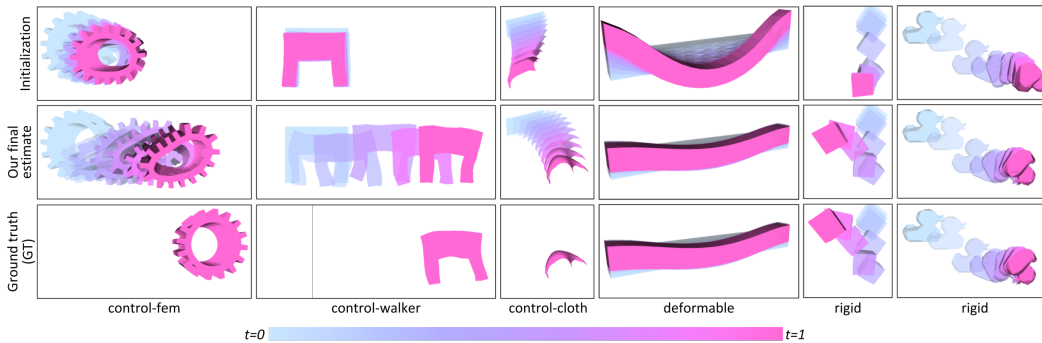 Initialization
Our final
estimate
Ground truth
(GT)
control-fem
control-walker
control-cloth
deformable
rigid
rigid
t=0
t=1